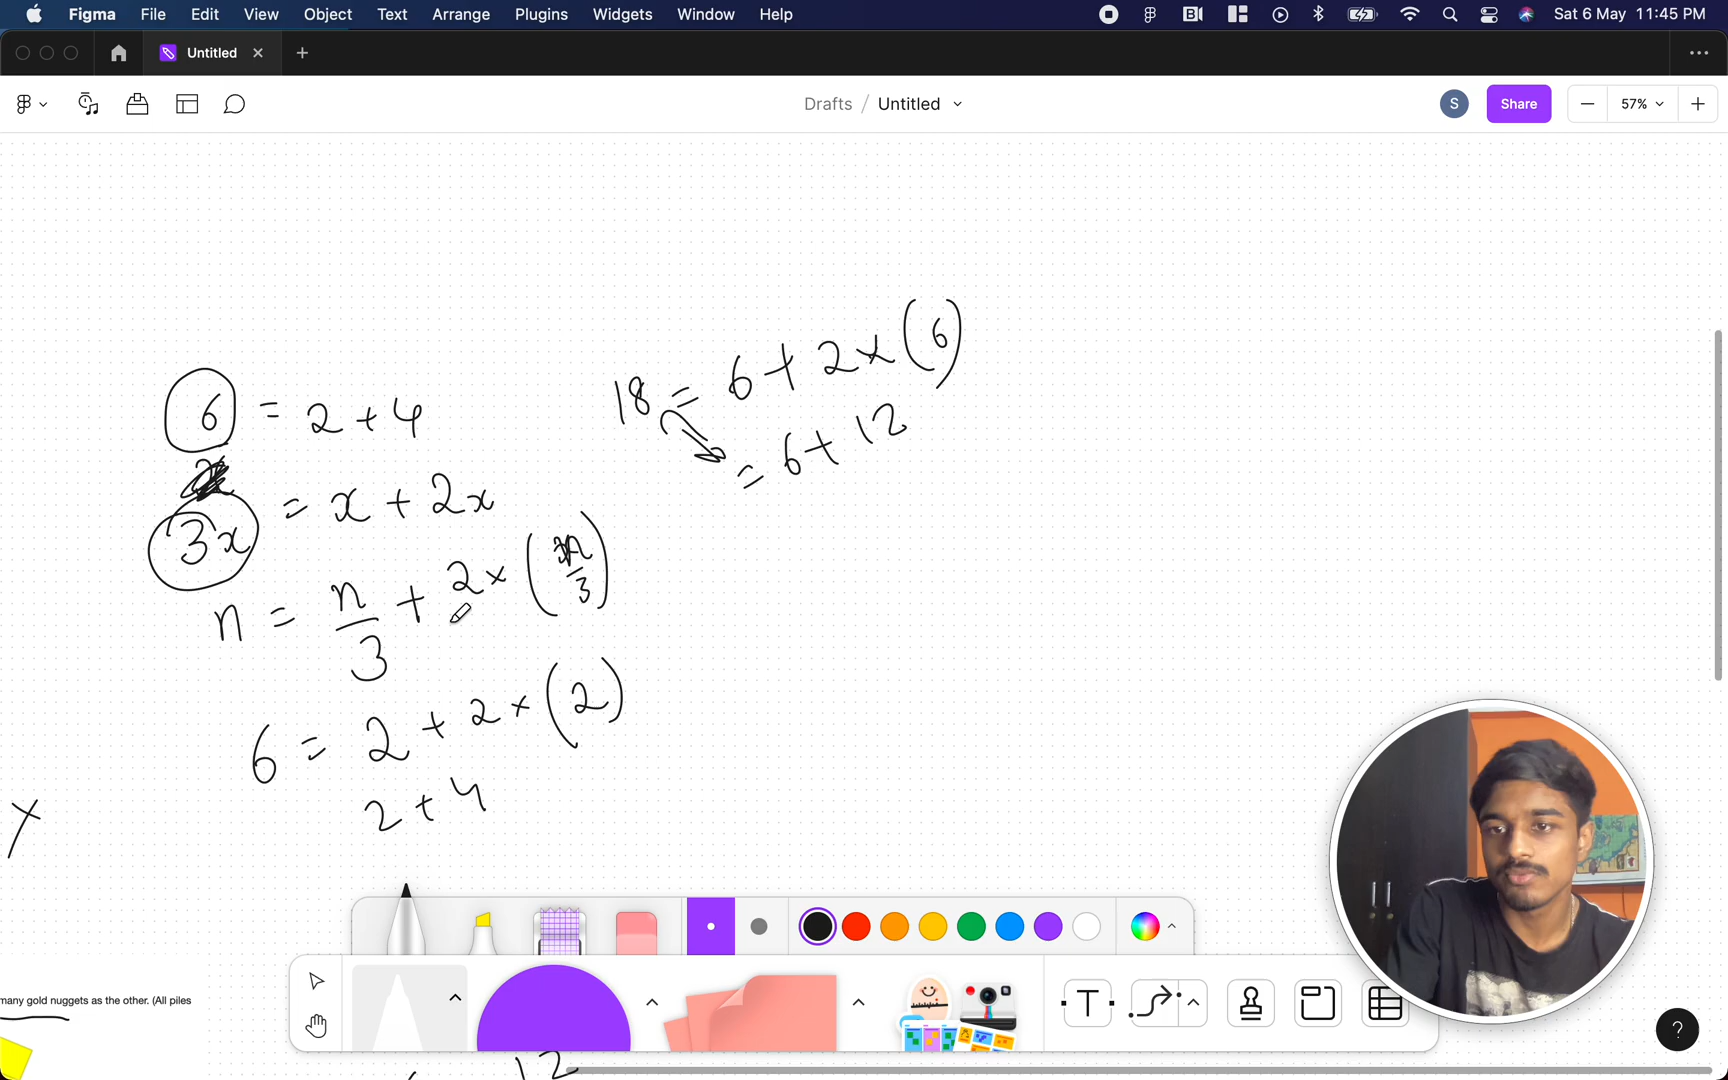 Figma File Edit View Object Text Arrange Plugins Widgets Window Help Sat 6 May 11:45 PM
Untitled
Drafts / Untitled
S
Share
57%
18 = 6 + 2 × (6)
= 6 + 12
6 = 2 + 4
3x = x + 2x
n = n/3 + 2 × (n/3)
6 = 2 + 2 × (2)
2 + 4
many gold nuggets as the other. (All piles
T
?
12